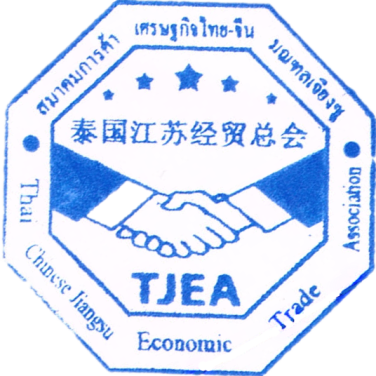 สมาคมการค้า เศรษฐกิจไทย-จีน มณฑลเจียงซู
泰国江苏经贸总会
TJEA
Thai Chinese Jiangsu Economic Trade Association